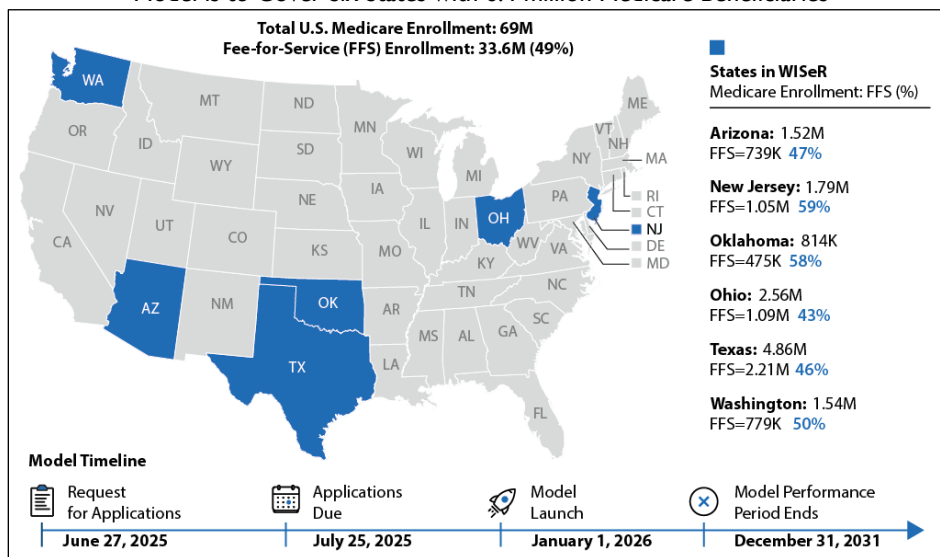 Total U.S. Medicare Enrollment: 69M
Fee-for-Service (FFS) Enrollment: 33.6M (49%)
States in WISeR
Medicare Enrollment: FFS (%)
Arizona: 1.52M
FFS=739K 47%
New Jersey: 1.79M
FFS=1.05M 59%
Oklahoma: 814K
FFS=475K 58%
Ohio: 2.56M
FFS=1.09M 43%
Texas: 4.86M
FFS=2.21M 46%
Washington: 1.54M
FFS=779K 50%
WA
OR
CA
NV
ID
MT
WY
UT
AZ
CO
NM
ND
SD
NE
KS
OK
TX
MN
IA
MO
AR
LA
WI
IL
MI
IN
OH
KY
TN
MS
AL
GA
FL
SC
NC
VA
WV
PA
NY
VT
NH
ME
MA
RI
CT
NJ
DE
MD
Model Timeline
Request
for Applications
Applications
Due
Model
Launch
Model Performance
Period Ends
June 27, 2025
July 25, 2025
January 1, 2026
December 31, 2031